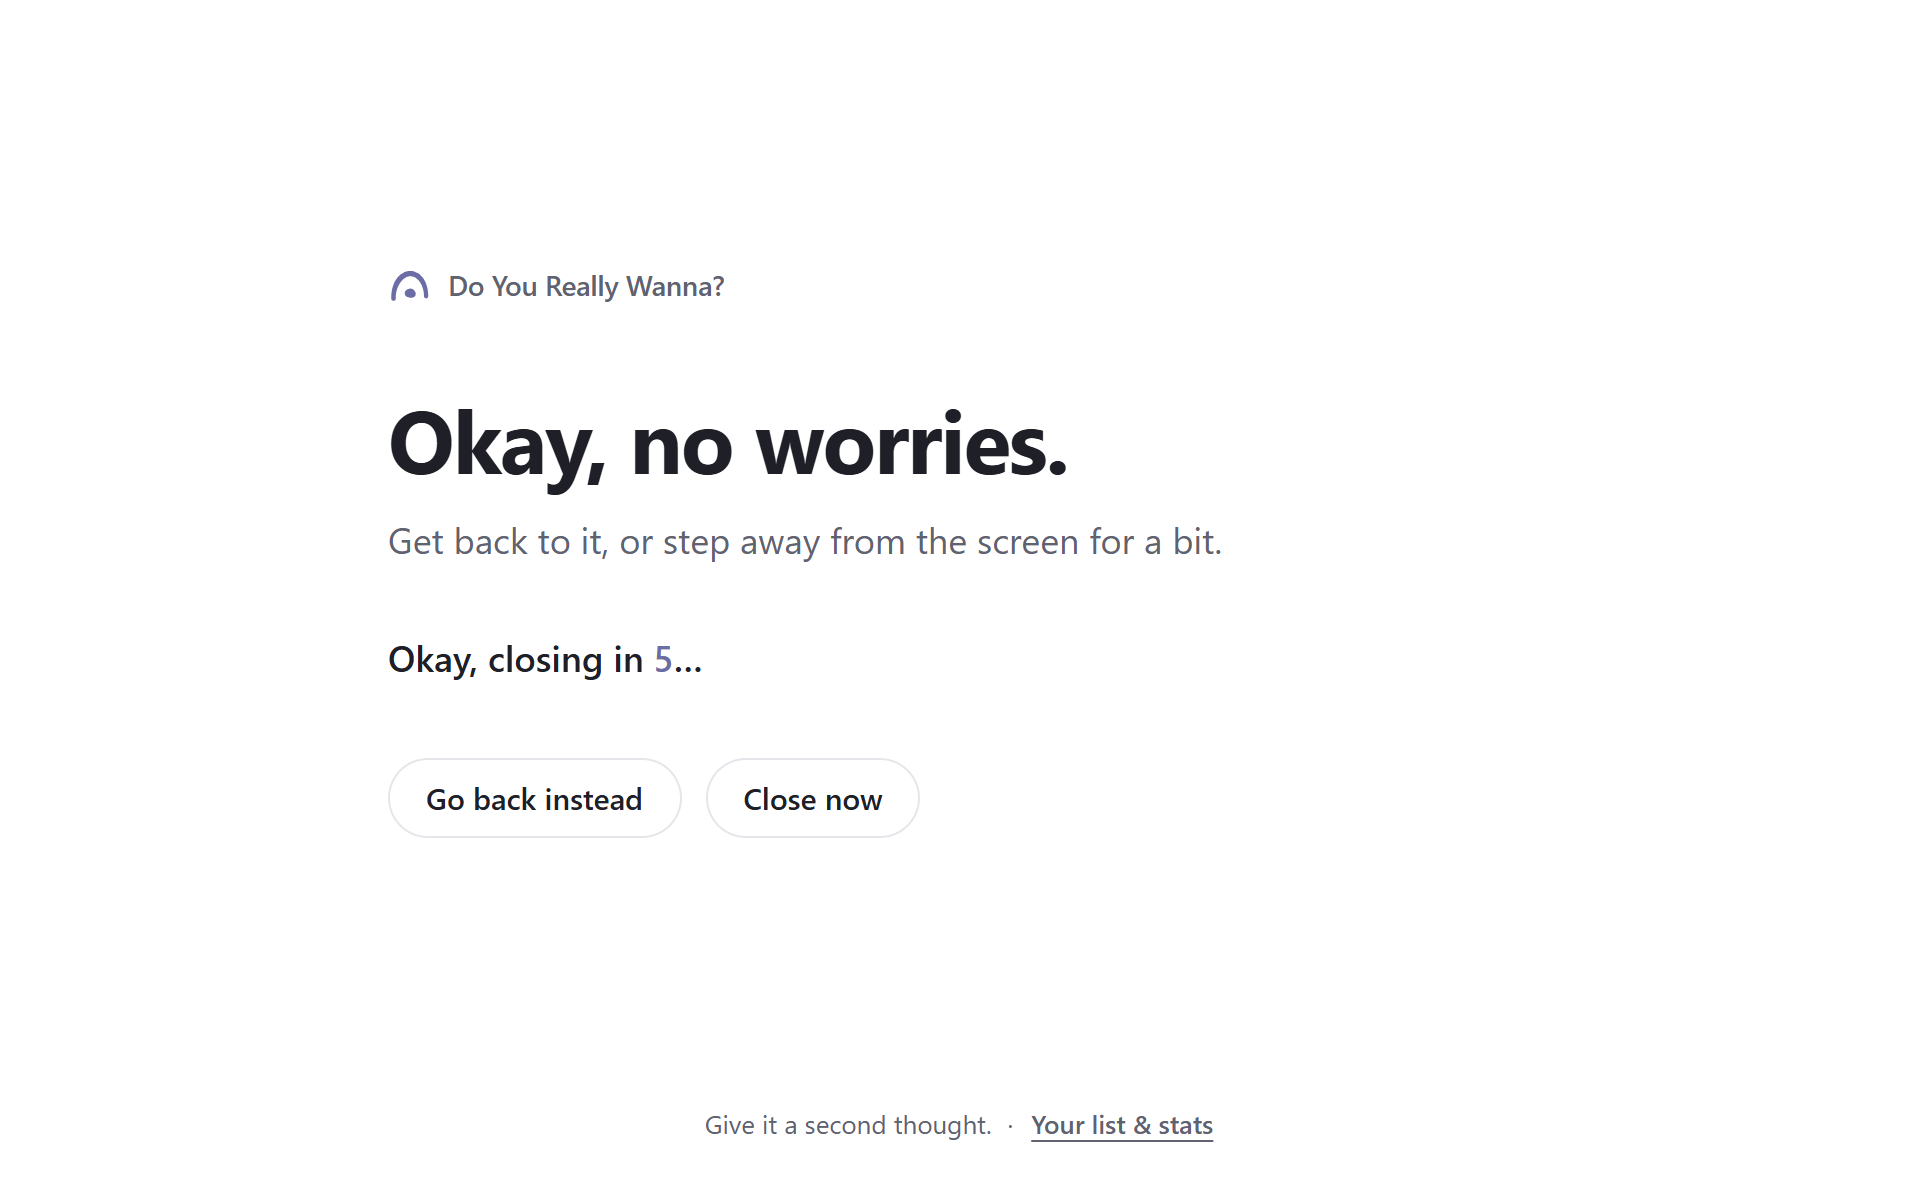 Do You Really Wanna?
Okay, no worries.
Get back to it, or step away from the screen for a bit.
Okay, closing in 5...
Go back instead
Close now
Give it a second thought. · Your list & stats